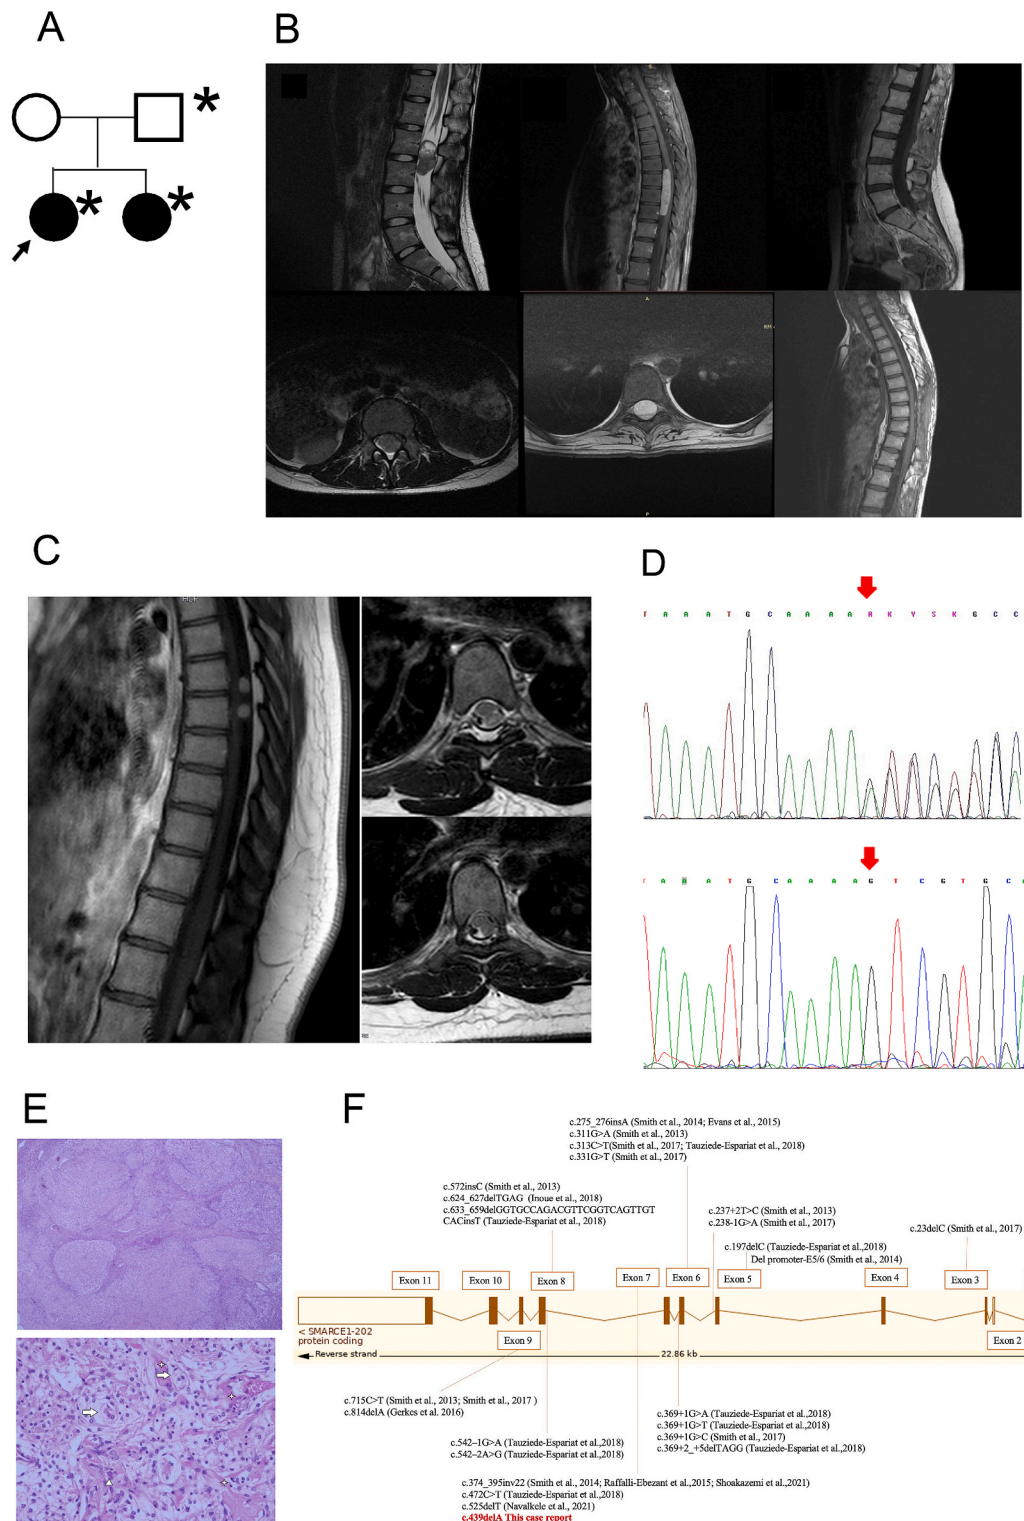 A
B
*
*
*
A
P
C
D
T A A A T G C A A A A R K Y S K G C C
T A A A T G C A A A A G T C G T G C A
E
F
c.275_276insA (Smith et al., 2014; Evans et al., 2015)
c.311G>A (Smith et al., 2013)
c.313C>T(Smith et al., 2017; Tauziede-Espariat et al., 2018)
c.331G>T (Smith et al., 2017)
c.572insC (Smith et al., 2013)
c.624_627delTGAG (Inoue et al., 2018)
c.633_659delGGTGCCAGACGTTCGGTCAGTTGT
CACinsT (Tauziede-Espariat et al., 2018)
c.237+2T>C (Smith et al., 2013)
c.238-1G>A (Smith et al., 2017)
c.23delC (Smith et al., 2017)
c.197delC (Tauziede-Espariat et al.,2018)
Del promoter-E5/6 (Smith et al., 2014)
Exon 11
Exon 10
Exon 8
Exon 7
Exon 6
Exon 5
Exon 4
Exon 3
< SMARCE1-202
protein coding
Exon 9
Exon 2
Reverse strand
22.86 kb
c.715C>T (Smith et al., 2013; Smith et al., 2017 )
c.814delA (Gerkes et al. 2016)
c.369+1G>A (Tauziede-Espariat et al., 2018)
c.369+1G>T (Tauziede-Espariat et al., 2018)
c.369+1G>C (Smith et al., 2017)
c.369+2_+5delTAGG (Tauziede-Espariat et al., 2018)
c.542–1G>A (Tauziede-Espariat et al.,2018)
c.542–2A>G (Tauziede-Espariat et al., 2018)
c.374_395inv22 (Smith et al., 2014; Raffalli-Ebezant et al.,2015; Shoakazemi et al.,2021)
c.472C>T (Tauziede-Espariat et al., 2018)
c.525delT (Navalkele et al., 2021)
c.439delA This case report